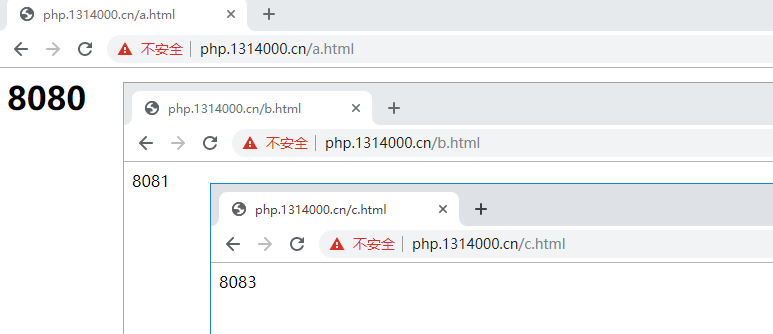 php.1314000.cn/a.html
不安全 php.1314000.cn/a.html
8080
php.1314000.cn/b.html
不安全 php.1314000.cn/b.html
8081
php.1314000.cn/c.html
不安全 php.1314000.cn/c.html
8083